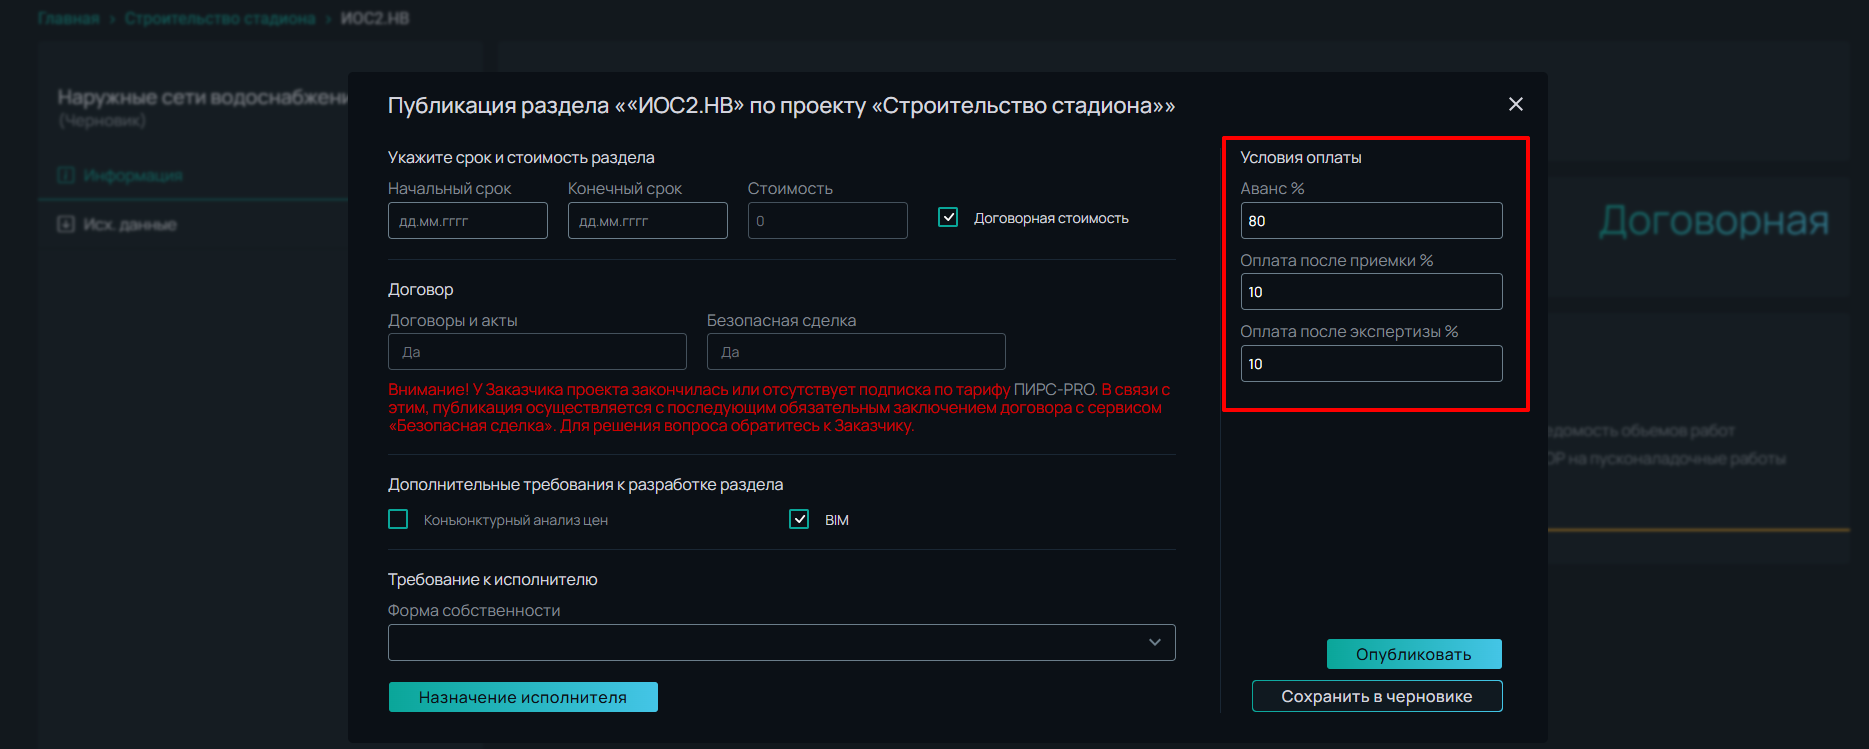 Главная › Строительство стадиона › ИОС2.НВ
Наружные сети водоснабжени
(Черновик)
Информация
Исх. данные
Публикация раздела ««ИОС2.НВ» по проекту «Строительство стадиона»»
Укажите срок и стоимость раздела
Начальный срок
Конечный срок
Стоимость
дд.мм.гггг
дд.мм.гггг
0
Договорная стоимость
Договор
Договоры и акты
Безопасная сделка
Да
Да
Внимание! У Заказчика проекта закончилась или отсутствует подписка по тарифу ПИРС-PRO. В связи с
этим, публикация осуществляется с последующим обязательным заключением договора с сервисом
«Безопасная сделка». Для решения вопроса обратитесь к Заказчику.
Дополнительные требования к разработке раздела
Конъюнктурный анализ цен
BIM
Требование к исполнителю
Форма собственности
Назначение исполнителя
Условия оплаты
Аванс %
80
Оплата после приемки %
10
Оплата после экспертизы %
10
Опубликовать
Сохранить в черновике
Договорная
едомость объемов работ
ОР на пусконаладочные работы